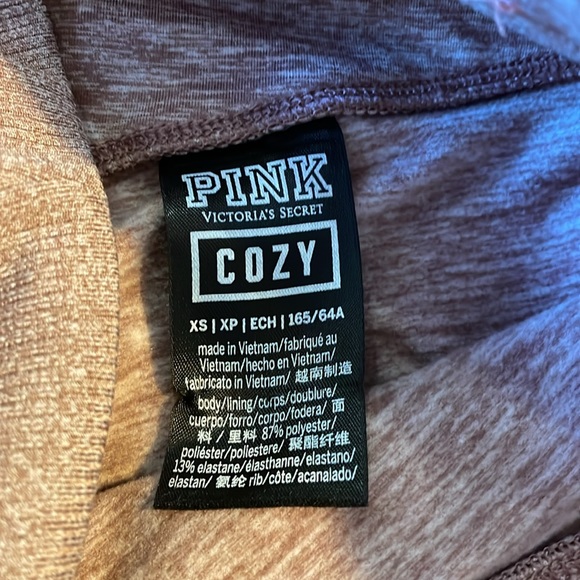 PINK
VICTORIA'S SECRET
COZY
XS | XP | ECH | 165/64A
made in Vietnam/fabriqué au
Vietnam/hecho en Vietnam/
fabbricato in Vietnam/ 越南制造
body/lining/corps/doublure/
cuerpo/forro/corpo/fodera/ 面
料 / 里料 87% polyester/
poliéster/poliestere/ 聚酯纤维
13% elastane/élasthanne/elastano/
elastan/ 氨纶 rib/côte/acanalado/